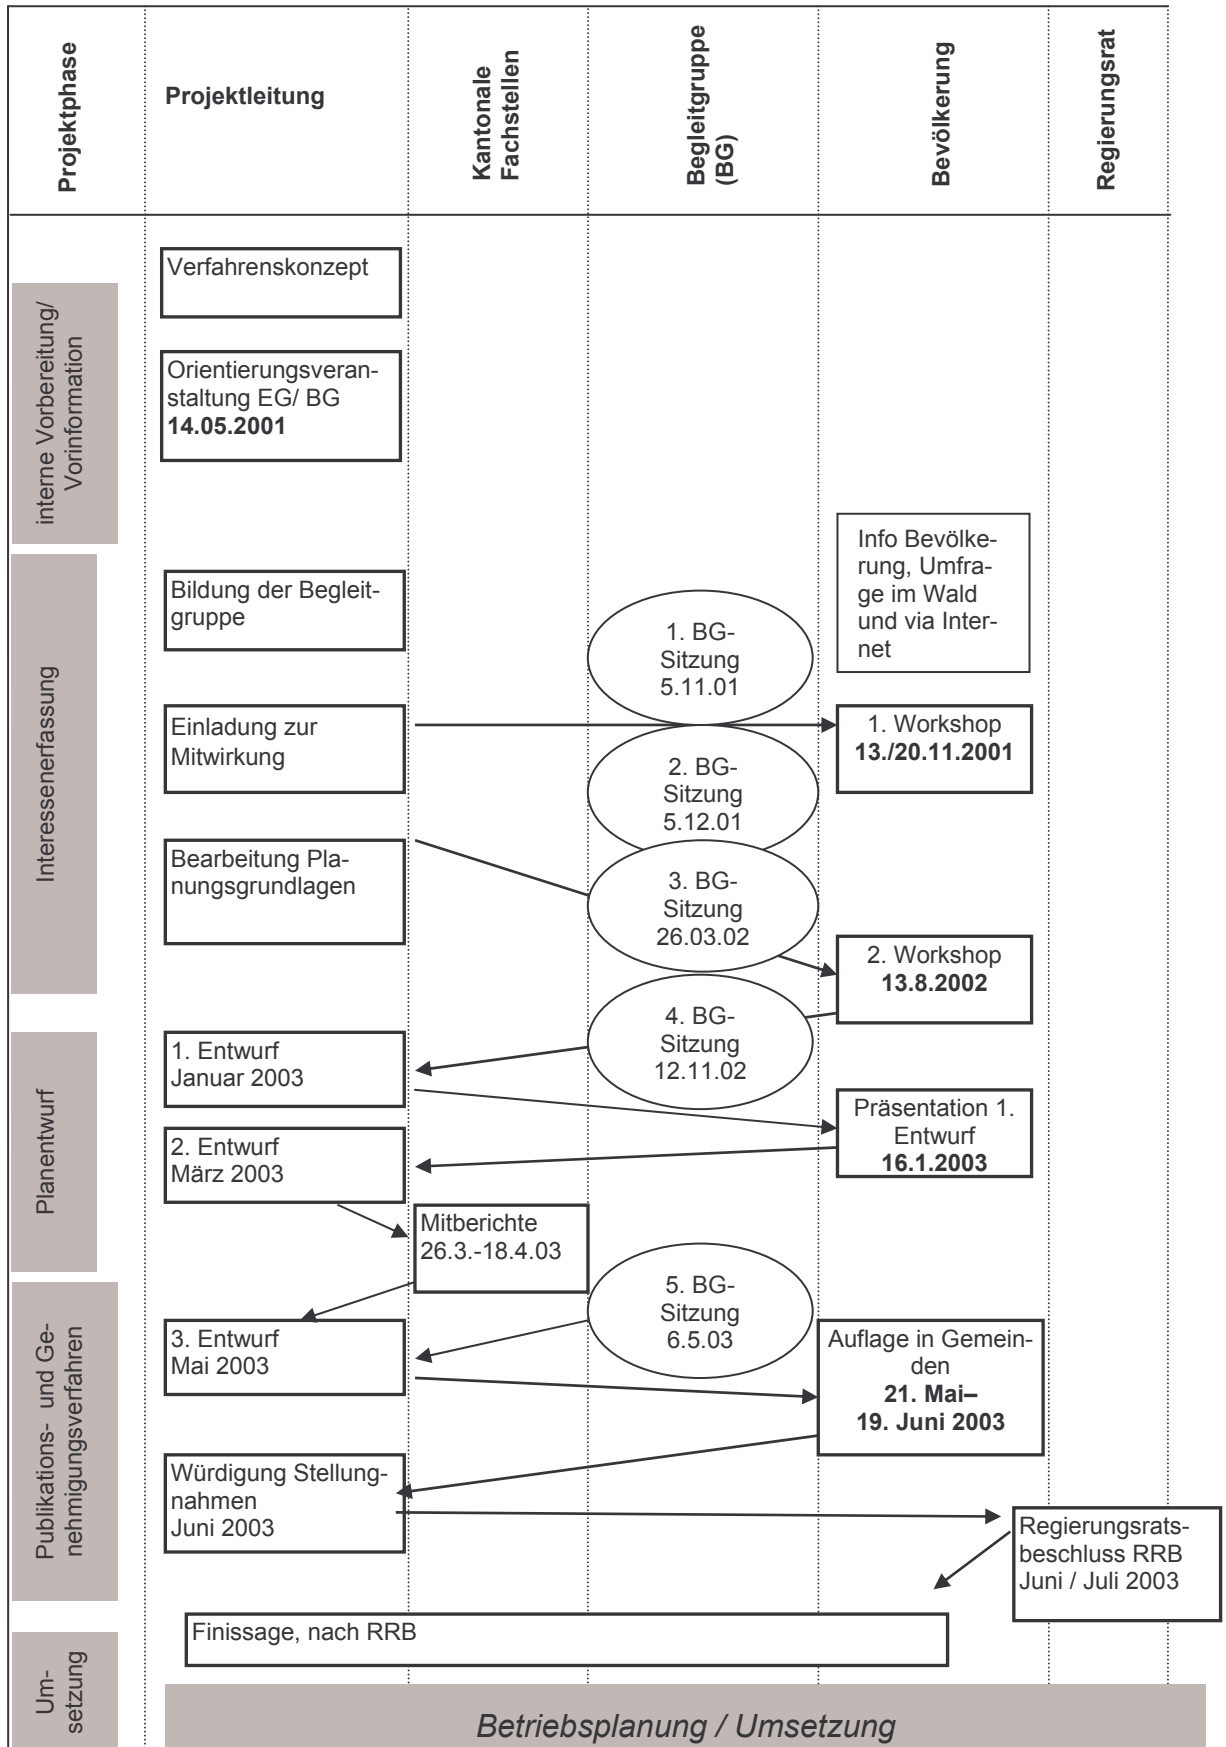 Projektphase
Projektleitung
Kantonale
Fachstellen
Begleitgruppe
(BG)
Bevölkerung
Regierungsrat
interne Vorbereitung/
Vorinformation
Verfahrenskonzept
Orientierungsveran-
staltung EG/ BG
14.05.2001
Interessenerfassung
Bildung der Begleit-
gruppe
1. BG-
Sitzung
5.11.01
Info Bevölke-
rung, Umfra-
ge im Wald
und via Inter-
net
Einladung zur
Mitwirkung
1. Workshop
13./20.11.2001
2. BG-
Sitzung
5.12.01
Bearbeitung Pla-
nungsgrundlagen
3. BG-
Sitzung
26.03.02
2. Workshop
13.8.2002
4. BG-
Sitzung
12.11.02
Planentwurf
1. Entwurf
Januar 2003
Präsentation 1.
Entwurf
16.1.2003
2. Entwurf
März 2003
Mitberichte
26.3.-18.4.03
5. BG-
Sitzung
6.5.03
Publikations- und Ge-
nehmigungsverfahren
3. Entwurf
Mai 2003
Auflage in Gemein-
den
21. Mai–
19. Juni 2003
Würdigung Stellung-
nahmen
Juni 2003
Regierungsrats-
beschluss RRB
Juni / Juli 2003
Um-
setzung
Finissage, nach RRB
Betriebsplanung / Umsetzung